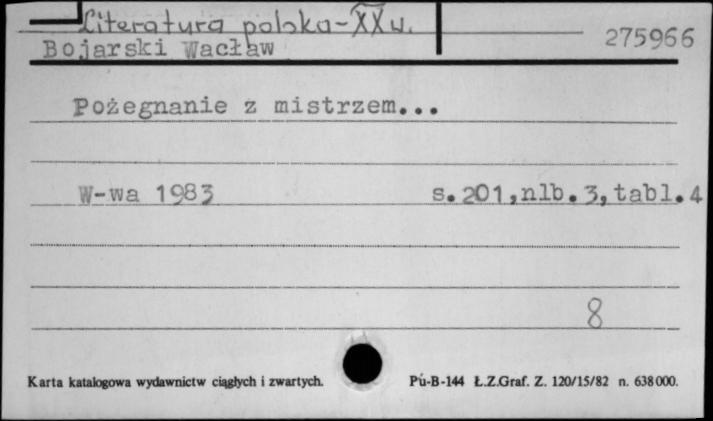 Literatura polska-XX w.
Bojarski Wacław 275966
Pożegnanie z mistrzem...
W-wa 1983 s.201,nlb.3,tabl.4
8
Karta katalogowa wydawnictw ciągłych i zwartych. Pu-B-144 Ł.Z.Graf. Z. 120/15/82 n. 638000.